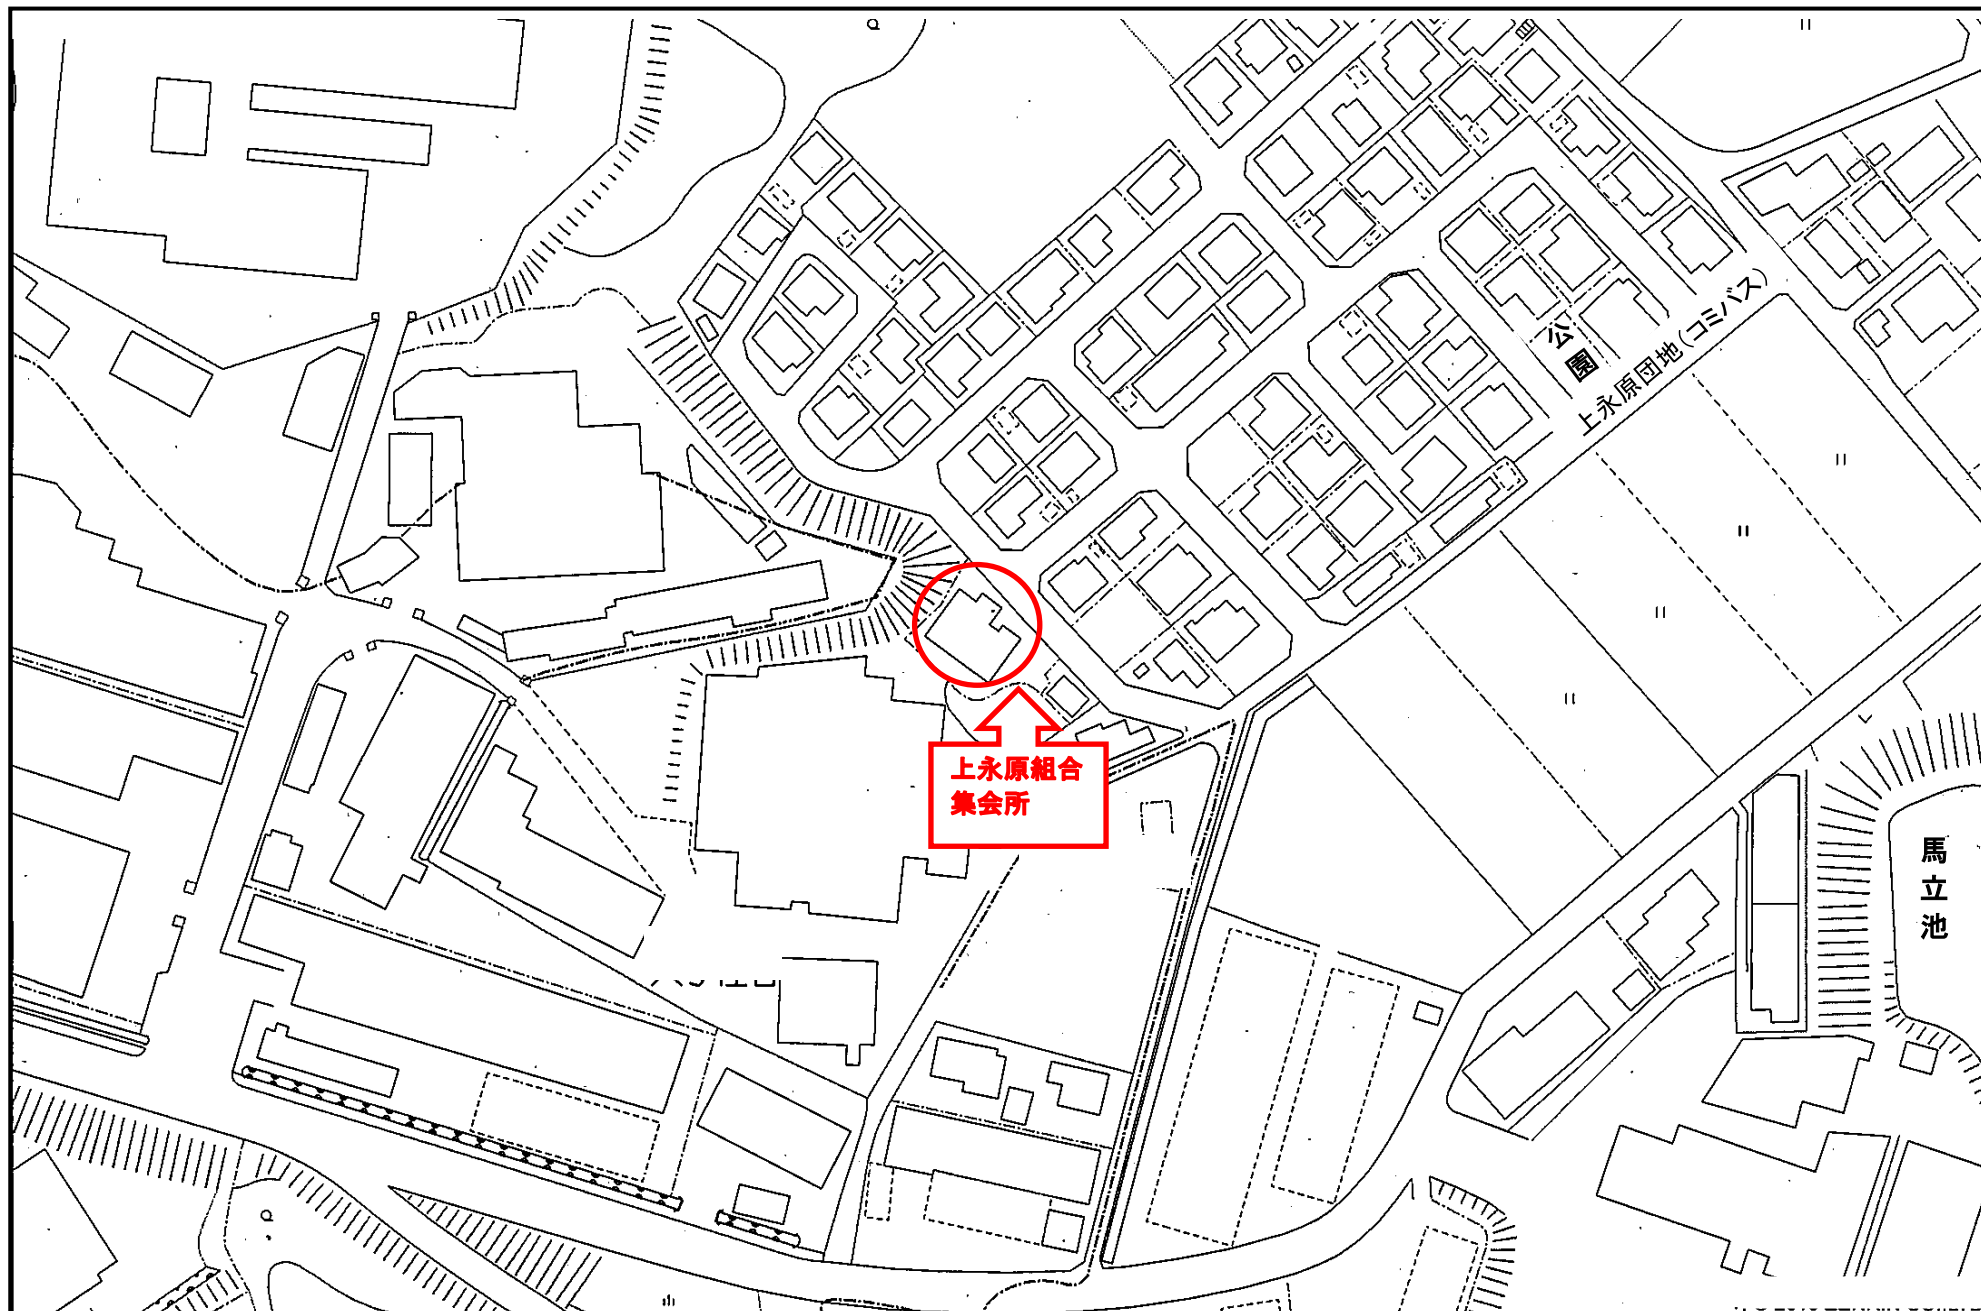 公園
上永原団地(コミバス)
上永原組合
集会所
馬立池